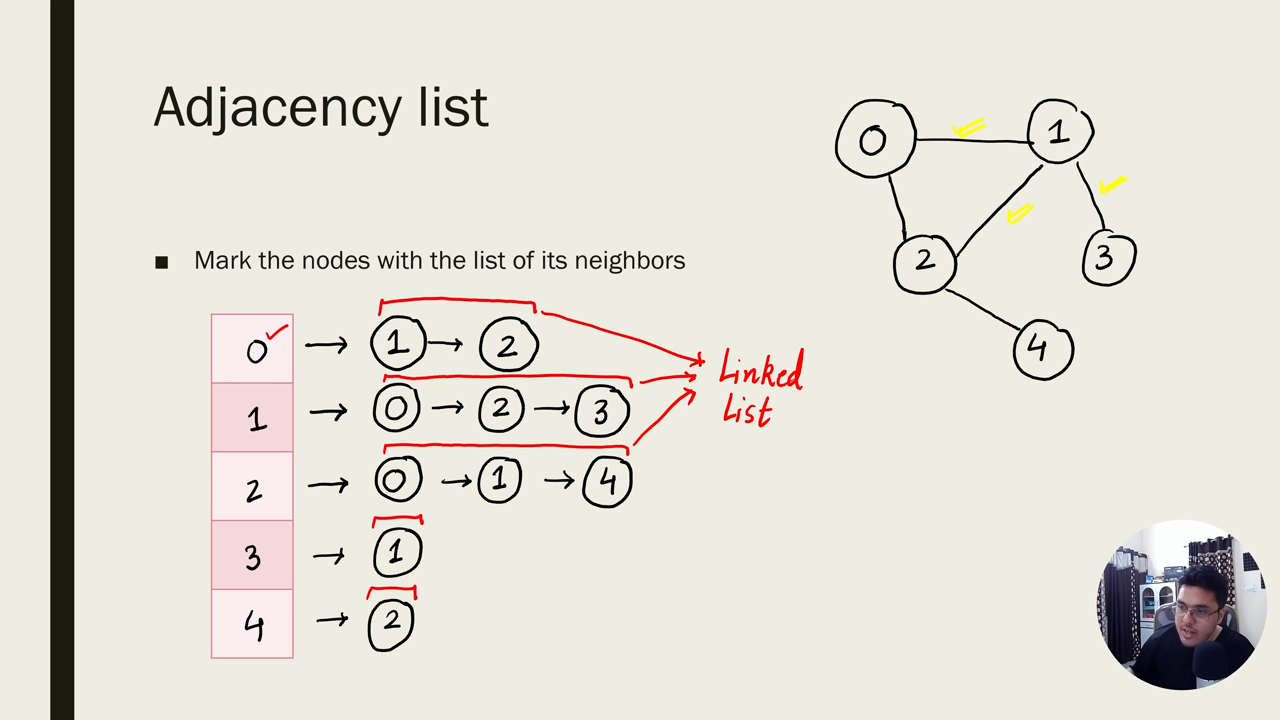 Adjacency list
0 1
2 3
4
■ Mark the nodes with the list of its neighbors
0 → 1 → 2
1 → 0 → 2 → 3
2 → 0 → 1 → 4
3 → 1
4 → 2
Linked
List